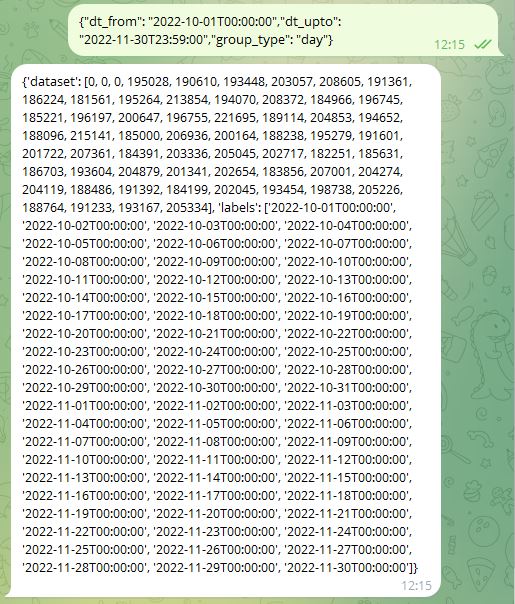 {"dt_from": "2022-10-01T00:00:00","dt_upto":
"2022-11-30T23:59:00","group_type": "day"}
12:15
{'dataset': [0, 0, 0, 195028, 190610, 193448, 203057, 208605, 191361,
186224, 181561, 195264, 213854, 194070, 208372, 184966, 196745,
185221, 196197, 200647, 196755, 221695, 189114, 204853, 194652,
188096, 215141, 185000, 206936, 200164, 188238, 195279, 191601,
201722, 207361, 184391, 203336, 205045, 202717, 182251, 185631,
186703, 193604, 204879, 201341, 202654, 183856, 207001, 204274,
204119, 188486, 191392, 184199, 202045, 193454, 198738, 205226,
188764, 191233, 193167, 205334], 'labels': ['2022-10-01T00:00:00',
'2022-10-02T00:00:00', '2022-10-03T00:00:00', '2022-10-04T00:00:00',
'2022-10-05T00:00:00', '2022-10-06T00:00:00', '2022-10-07T00:00:00',
'2022-10-08T00:00:00', '2022-10-09T00:00:00', '2022-10-10T00:00:00',
'2022-10-11T00:00:00', '2022-10-12T00:00:00', '2022-10-13T00:00:00',
'2022-10-14T00:00:00', '2022-10-15T00:00:00', '2022-10-16T00:00:00',
'2022-10-17T00:00:00', '2022-10-18T00:00:00', '2022-10-19T00:00:00',
'2022-10-20T00:00:00', '2022-10-21T00:00:00', '2022-10-22T00:00:00',
'2022-10-23T00:00:00', '2022-10-24T00:00:00', '2022-10-25T00:00:00',
'2022-10-26T00:00:00', '2022-10-27T00:00:00', '2022-10-28T00:00:00',
'2022-10-29T00:00:00', '2022-10-30T00:00:00', '2022-10-31T00:00:00',
'2022-11-01T00:00:00', '2022-11-02T00:00:00', '2022-11-03T00:00:00',
'2022-11-04T00:00:00', '2022-11-05T00:00:00', '2022-11-06T00:00:00',
'2022-11-07T00:00:00', '2022-11-08T00:00:00', '2022-11-09T00:00:00',
'2022-11-10T00:00:00', '2022-11-11T00:00:00', '2022-11-12T00:00:00',
'2022-11-13T00:00:00', '2022-11-14T00:00:00', '2022-11-15T00:00:00',
'2022-11-16T00:00:00', '2022-11-17T00:00:00', '2022-11-18T00:00:00',
'2022-11-19T00:00:00', '2022-11-20T00:00:00', '2022-11-21T00:00:00',
'2022-11-22T00:00:00', '2022-11-23T00:00:00', '2022-11-24T00:00:00',
'2022-11-25T00:00:00', '2022-11-26T00:00:00', '2022-11-27T00:00:00',
'2022-11-28T00:00:00', '2022-11-29T00:00:00', '2022-11-30T00:00:00']}
12:15